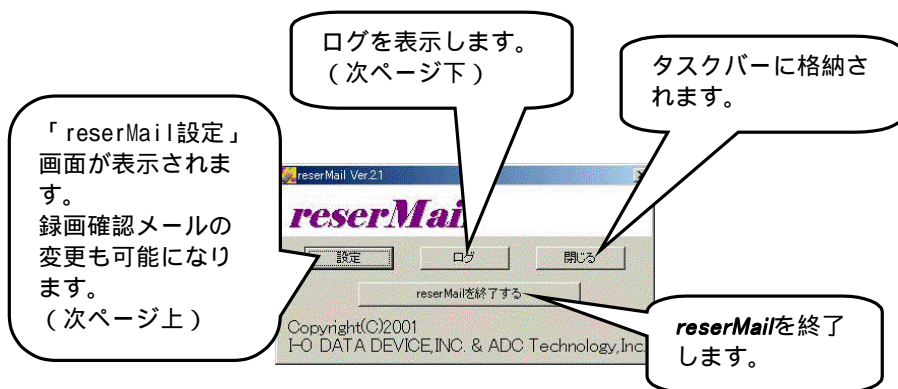 ログを表示します。
（次ページ下）
タスクバーに格納さ
れます。
「reserMail設定」
画面が表示されま
す。
録画確認メールの
変更も可能になり
ます。
（次ページ上）
reserMail Ver.2.1
reserMail
設定
ログ
閉じる
reserMailを終了する
reserMailを終了
します。
Copyright(C)2001
I-O DATA DEVICE,INC. & ADC Technology,Inc.